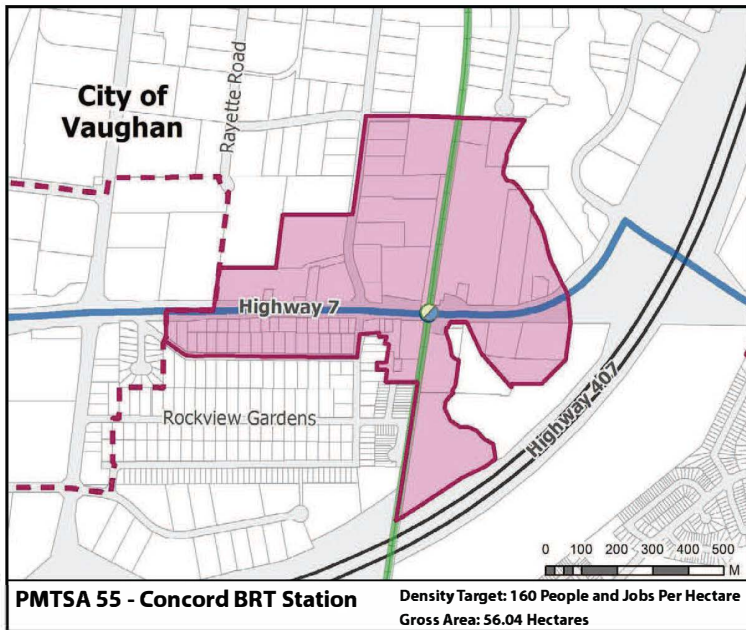 City of
Vaughan
Rayette Road
Highway 7
Rockview Gardens
Highway 407
0 100 200 300 400 500
M
PMTSA 55 - Concord BRT Station
Density Target: 160 People and Jobs Per Hectare
Gross Area: 56.04 Hectares